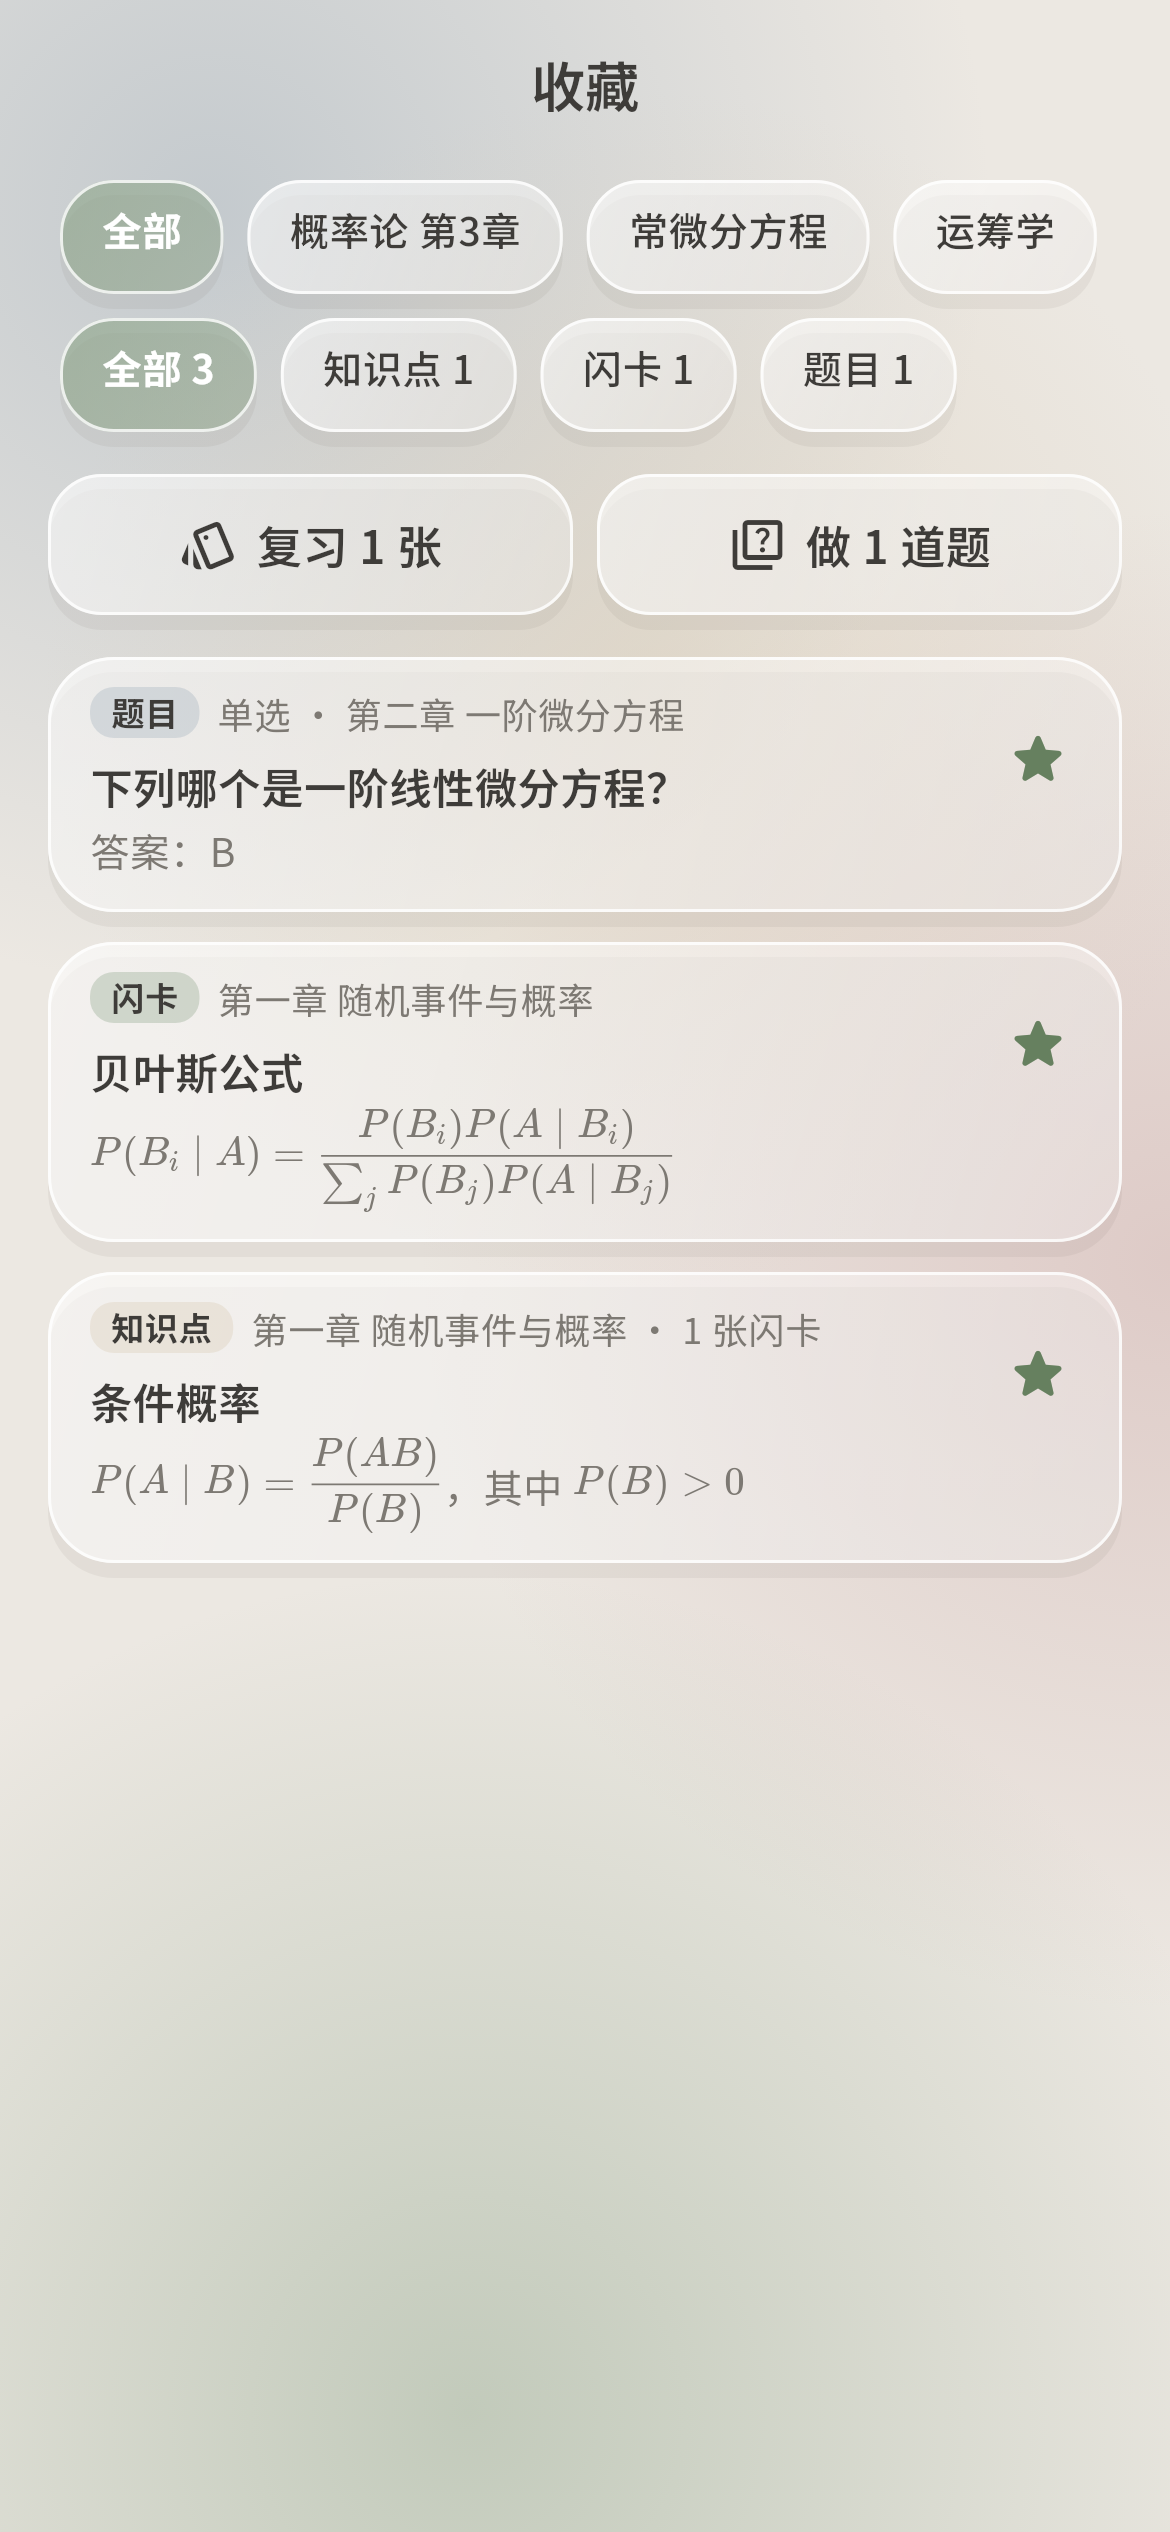 收藏
全部 概率论 第3章 常微分方程 运筹学
全部 3 知识点 1 闪卡 1 题目 1
复习 1 张 做 1 道题
题目 单选 · 第二章 一阶微分方程
下列哪个是一阶线性微分方程？
答案：B
闪卡 第一章 随机事件与概率
贝叶斯公式
P(B_i | A) = \frac{P(B_i)P(A | B_i)}{\sum_j P(B_j)P(A | B_j)}
知识点 第一章 随机事件与概率 · 1 张闪卡
条件概率
P(A | B) = \frac{P(AB)}{P(B)}，其中 P(B) > 0